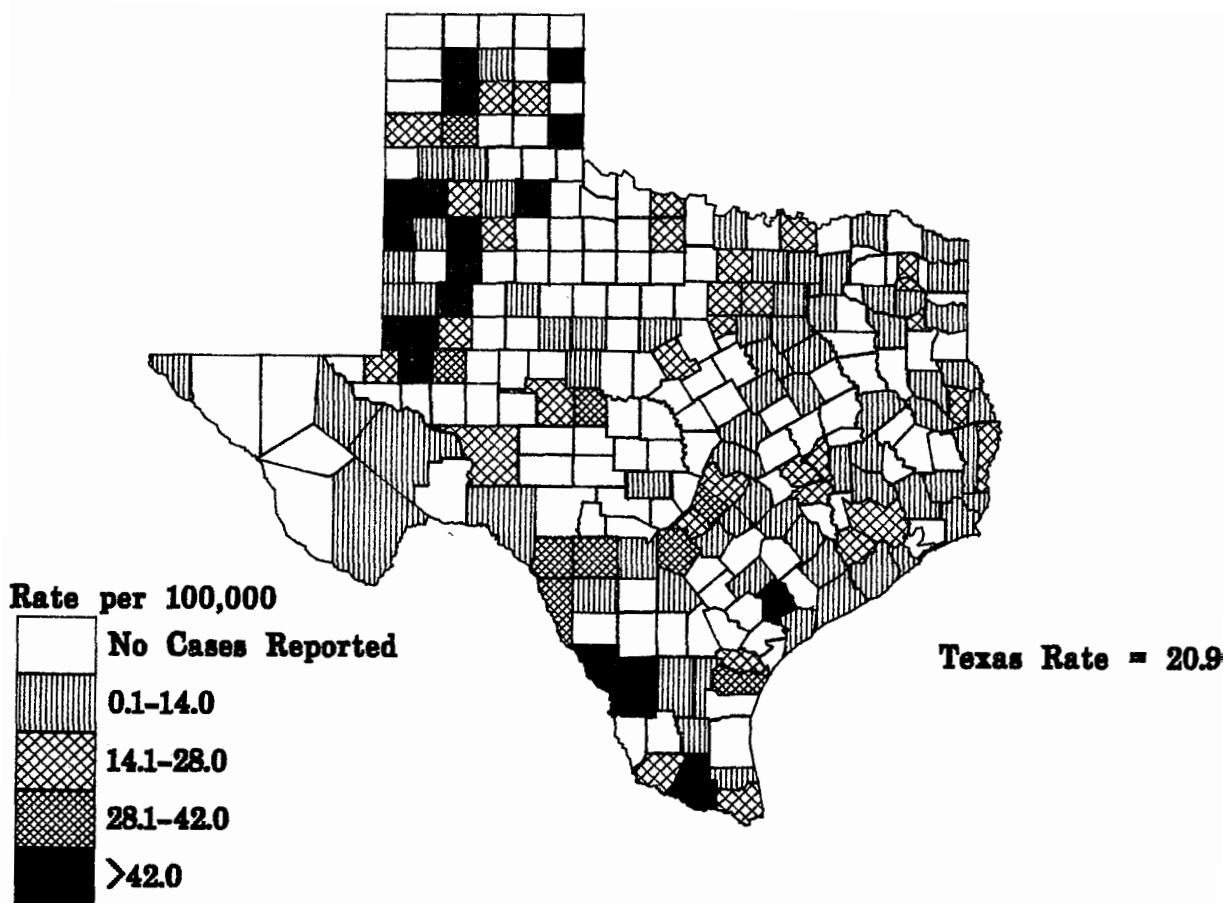 Rate per 100,000
No Cases Reported
0.1-14.0
14.1-28.0
28.1-42.0
>42.0
Texas Rate = 20.9